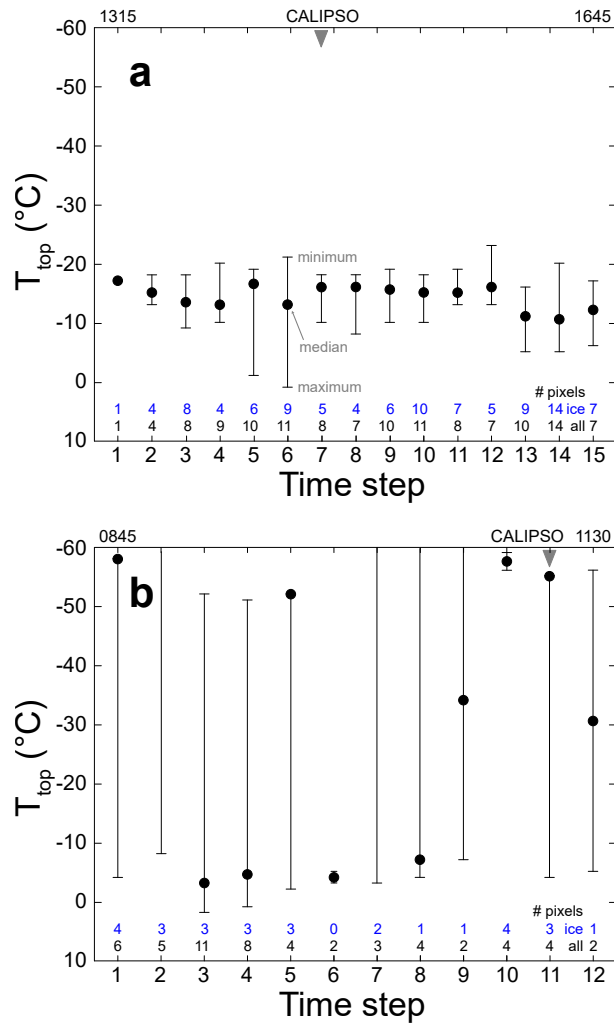 1315 CALIPSO 1645
-60
a
-50
-40
-30
T_top (°C)
minimum
-20
-10
median
0
maximum
# pixels
1 4 8 4 6 9 5 4 6 10 7 5 9 14 ice 7
1 4 8 9 10 11 8 7 10 11 8 7 10 14 all 7
10
1 2 3 4 5 6 7 8 9 10 11 12 13 14 15
Time step
0845 CALIPSO 1130
-60
b
-50
-40
-30
T_top (°C)
-20
-10
0
# pixels
4 3 3 3 3 0 2 1 1 4 3 ice 1
6 5 11 8 4 2 3 4 2 4 4 all 2
10
1 2 3 4 5 6 7 8 9 10 11 12
Time step